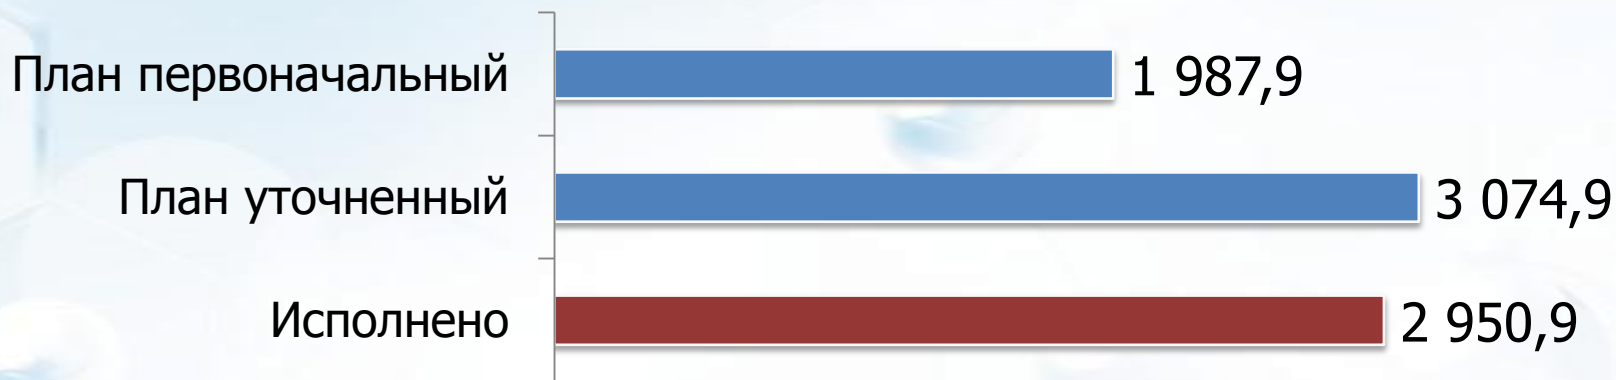 План первоначальный 1 987,9
План уточненный 3 074,9
Исполнено 2 950,9